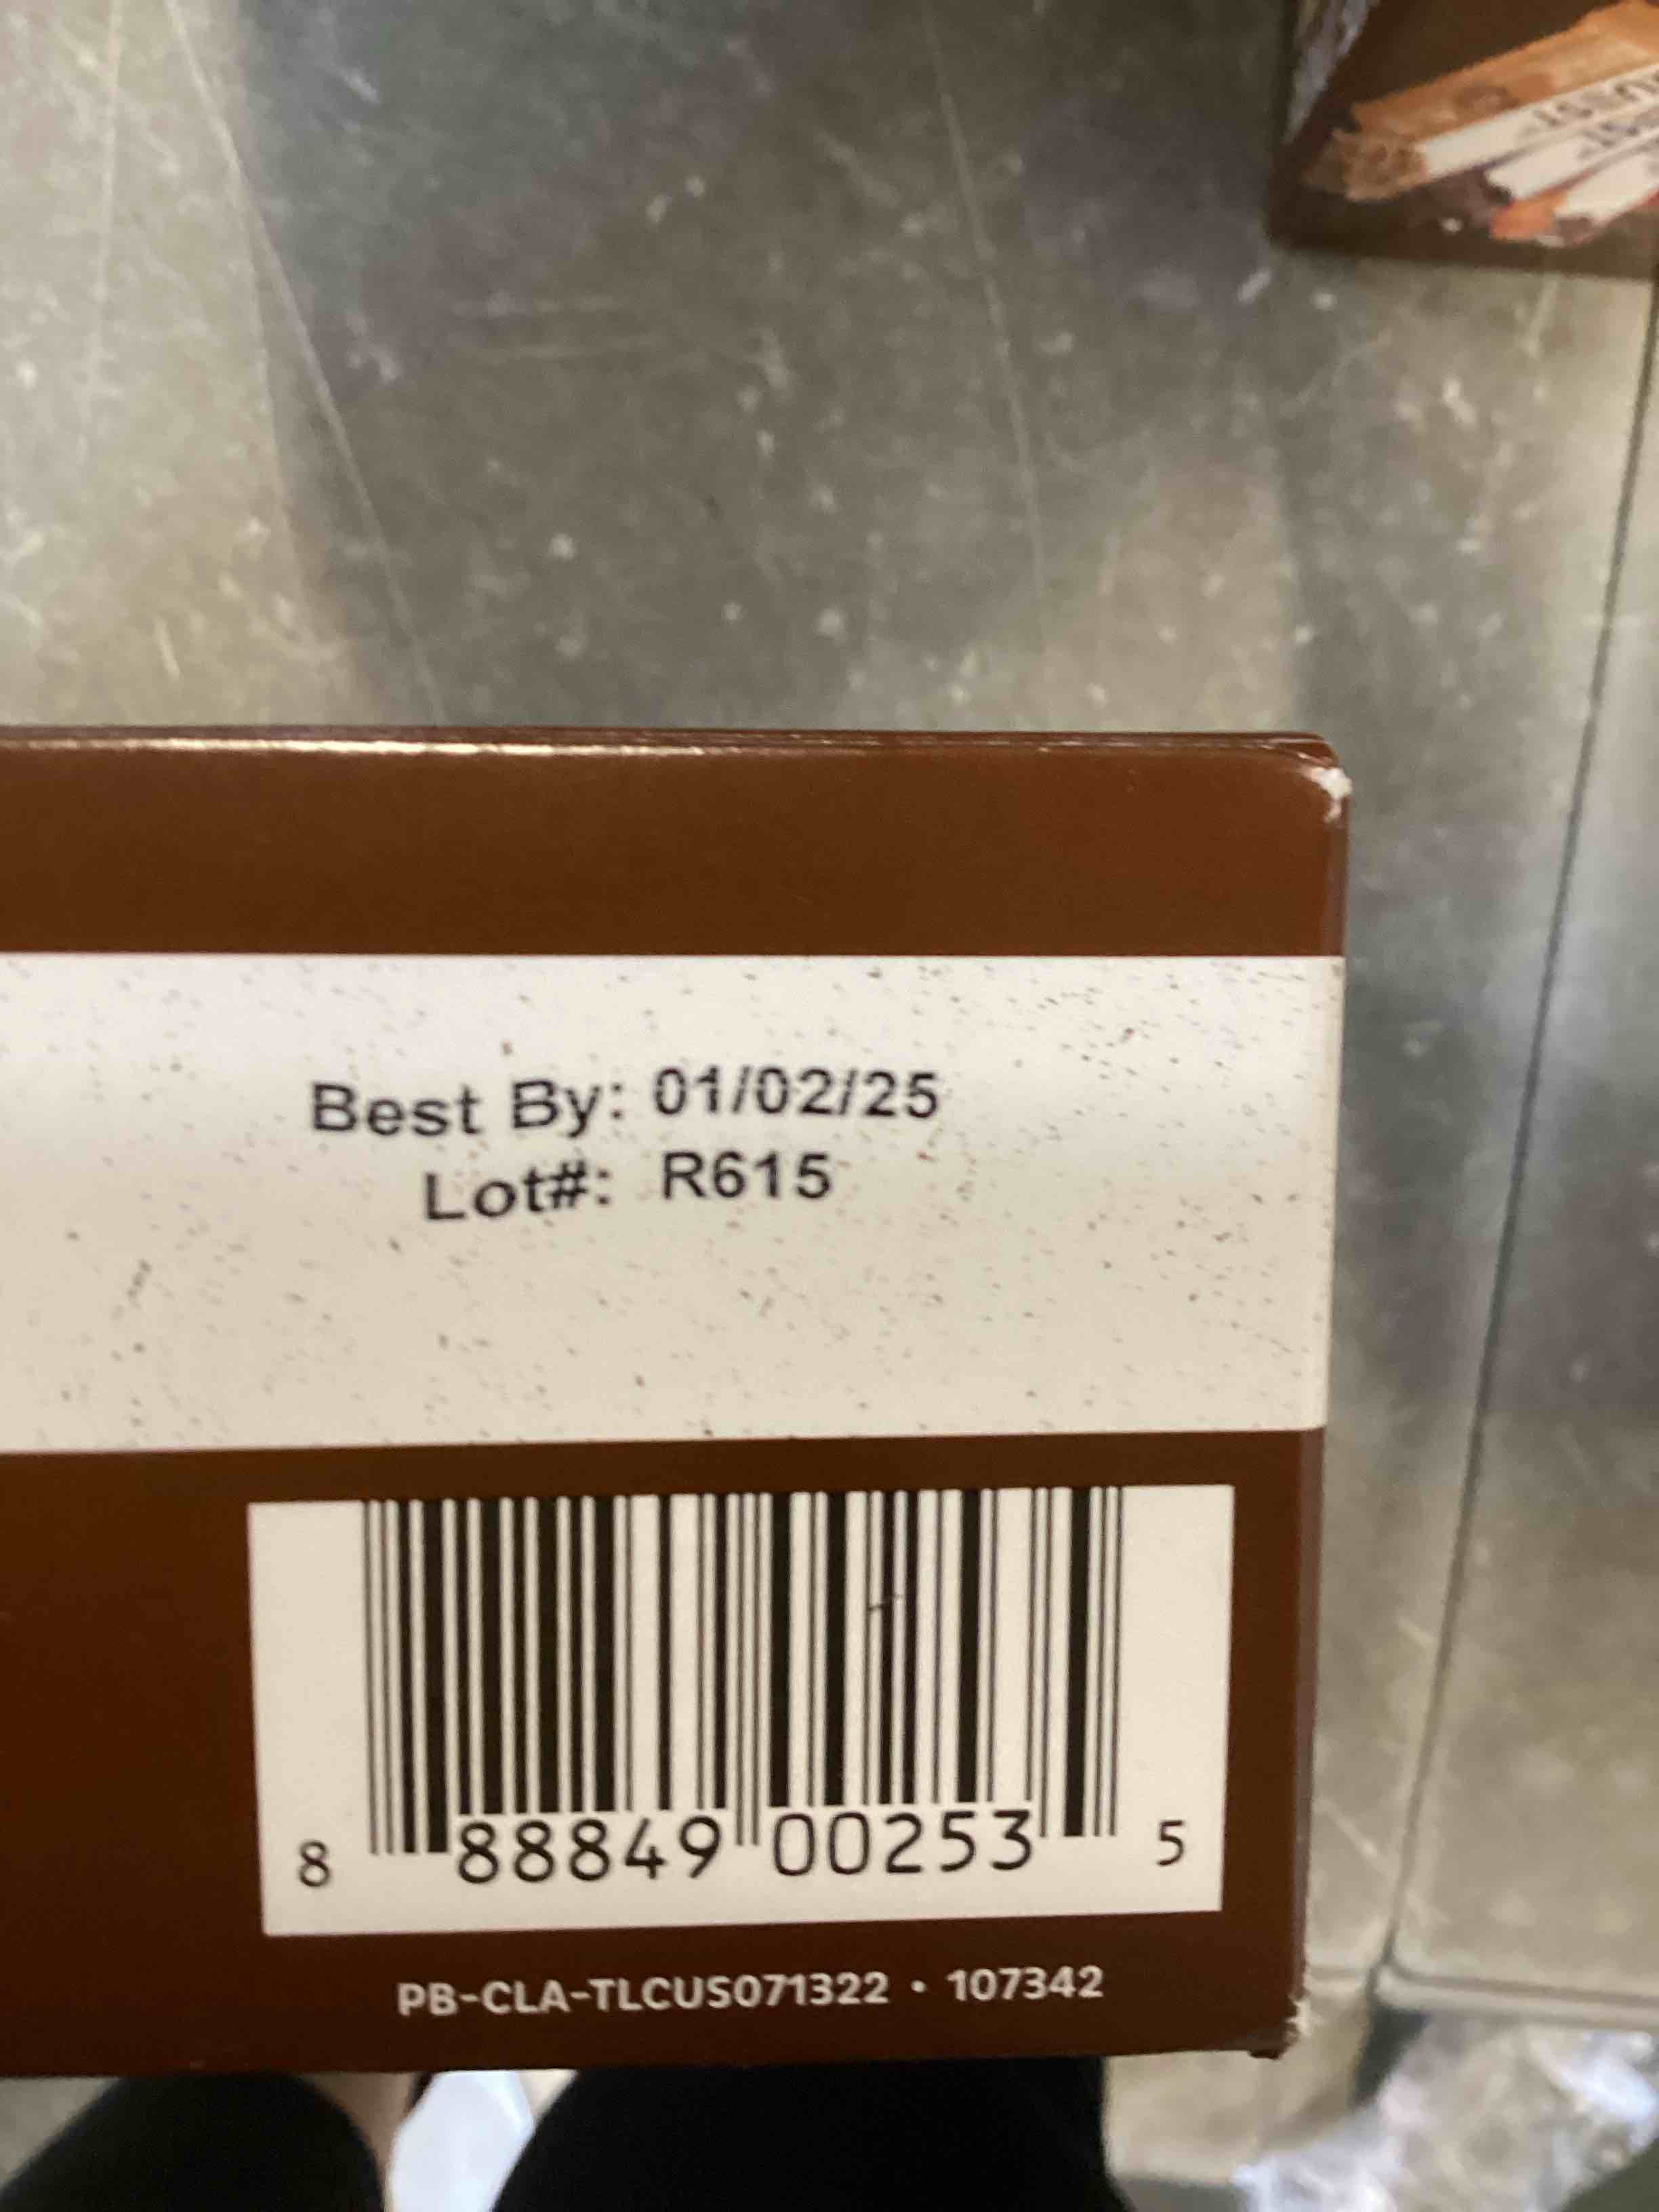 Best By: 01/02/25
Lot#: R615
8 88849 00253 5
PB-CLA-TLCUS071322 • 107342